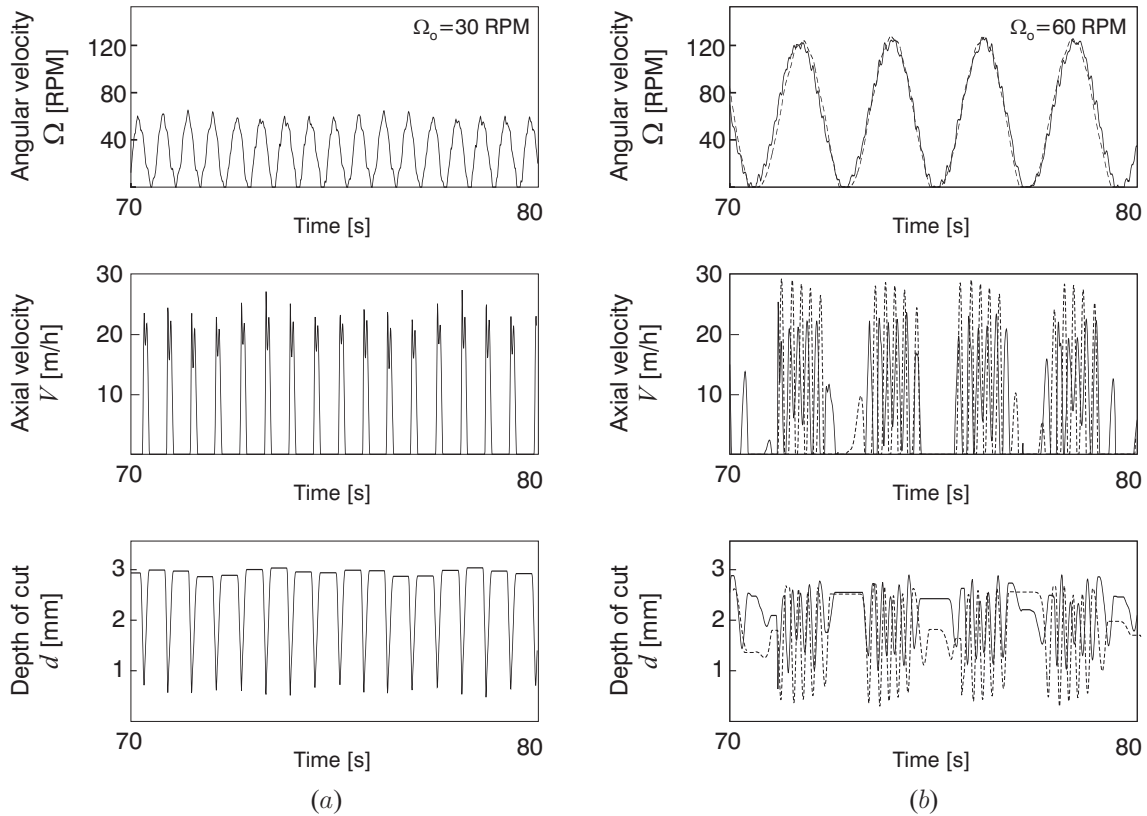 Ωo=30 RPM
Angular velocity
Ω [RPM]
120
80
40
70
80
Time [s]
Axial velocity
V [m/h]
30
20
10
70
80
Time [s]
Depth of cut
d [mm]
3
2
1
70
80
Time [s]
(a)
Ωo=60 RPM
Angular velocity
Ω [RPM]
120
80
40
70
80
Time [s]
Axial velocity
V [m/h]
30
20
10
70
80
Time [s]
Depth of cut
d [mm]
3
2
1
70
80
Time [s]
(b)